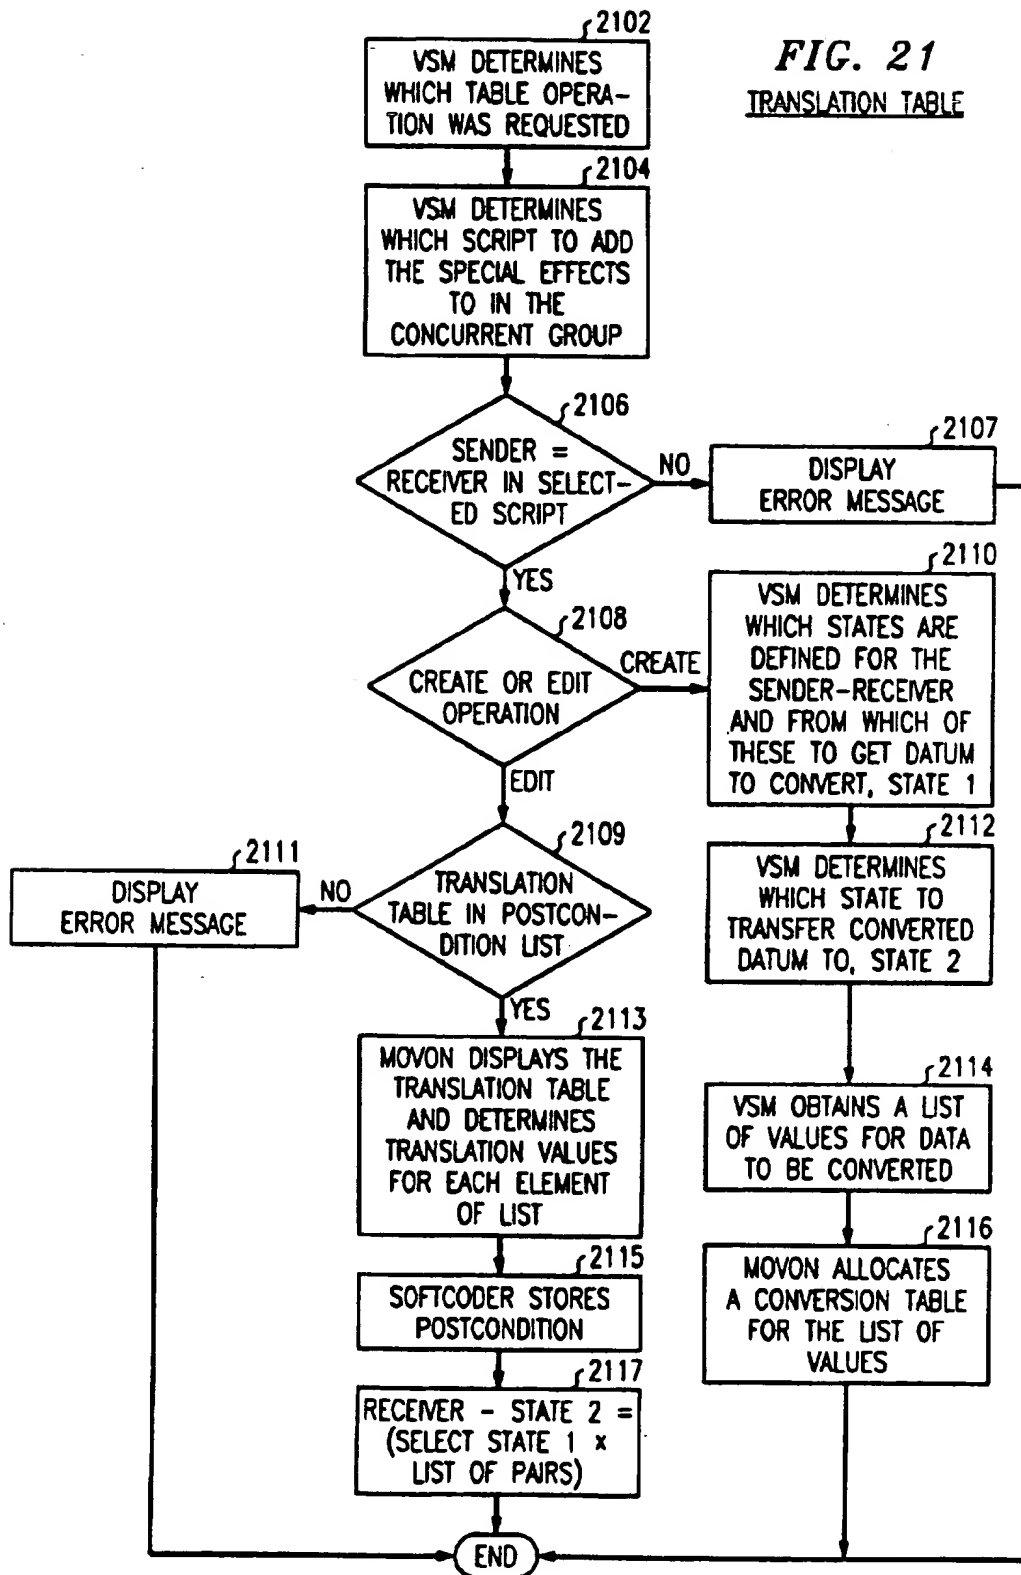 FIG. 21
TRANSLATION TABLE
2102
VSM DETERMINES
WHICH TABLE OPERA-
TION WAS REQUESTED
2104
VSM DETERMINES
WHICH SCRIPT TO ADD
THE SPECIAL EFFECTS
TO IN THE
CONCURRENT GROUP
2106
SENDER =
RECEIVER IN SELECT-
ED SCRIPT
NO
2107
DISPLAY
ERROR MESSAGE
YES
2108
CREATE OR EDIT
OPERATION
CREATE
2110
VSM DETERMINES
WHICH STATES ARE
DEFINED FOR THE
SENDER-RECEIVER
AND FROM WHICH OF
THESE TO GET DATUM
TO CONVERT, STATE 1
EDIT
2109
TRANSLATION
TABLE IN POSTCON-
DITION LIST
NO
2111
DISPLAY
ERROR MESSAGE
2112
VSM DETERMINES
WHICH STATE TO
TRANSFER CONVERTED
DATUM TO, STATE 2
YES
2113
MOVON DISPLAYS THE
TRANSLATION TABLE
AND DETERMINES
TRANSLATION VALUES
FOR EACH ELEMENT
OF LIST
2114
VSM OBTAINS A LIST
OF VALUES FOR DATA
TO BE CONVERTED
2115
SOFTCODER STORES
POSTCONDITION
2116
MOVON ALLOCATES
A CONVERSION TABLE
FOR THE LIST OF
VALUES
2117
RECEIVER - STATE 2 =
(SELECT STATE 1 x
LIST OF PAIRS)
END